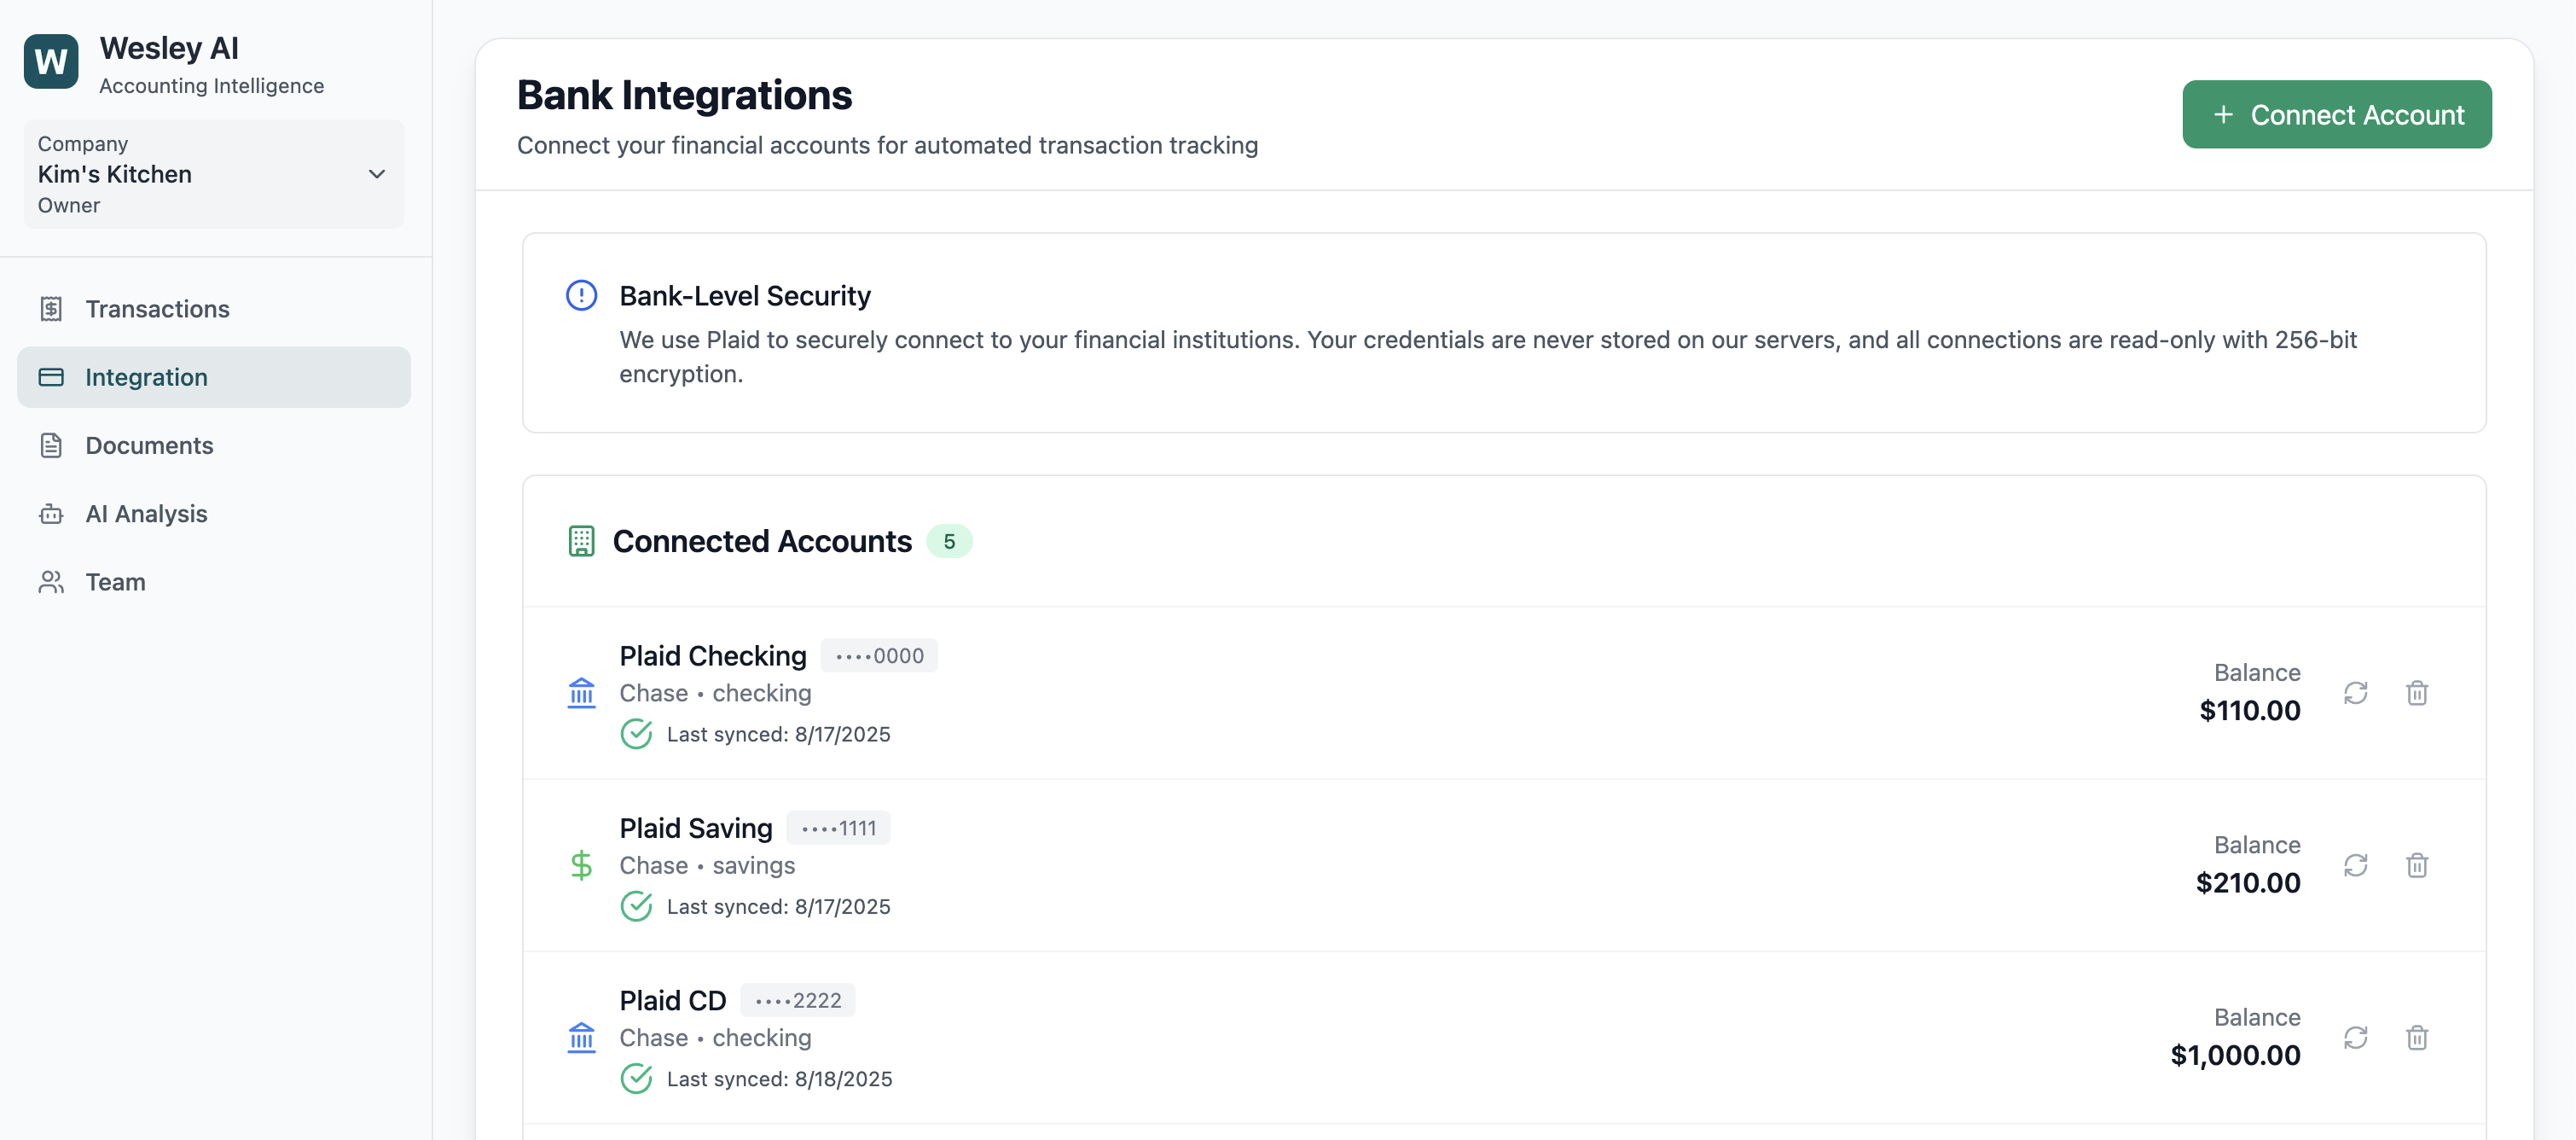 W
Wesley AI
Accounting Intelligence
Company
Kim's Kitchen
Owner
Transactions
Integration
Documents
AI Analysis
Team
Bank Integrations
Connect your financial accounts for automated transaction tracking
+ Connect Account
Bank-Level Security
We use Plaid to securely connect to your financial institutions. Your credentials are never stored on our servers, and all connections are read-only with 256-bit
encryption.
Connected Accounts 5
Plaid Checking ••••0000
Chase • checking
Last synced: 8/17/2025
Balance
$110.00
Plaid Saving ••••1111
Chase • savings
Last synced: 8/17/2025
Balance
$210.00
Plaid CD ••••2222
Chase • checking
Last synced: 8/18/2025
Balance
$1,000.00